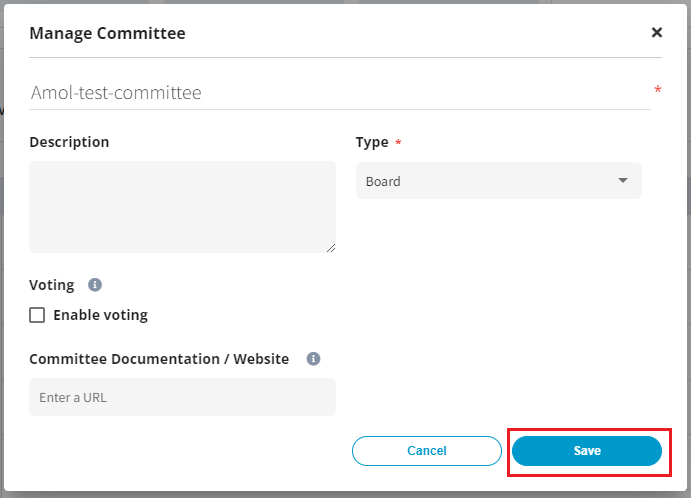 Manage Committee
Amol-test-committee *
Description
Type *
Board
Voting
Enable voting
Committee Documentation / Website
Enter a URL
Cancel
Save